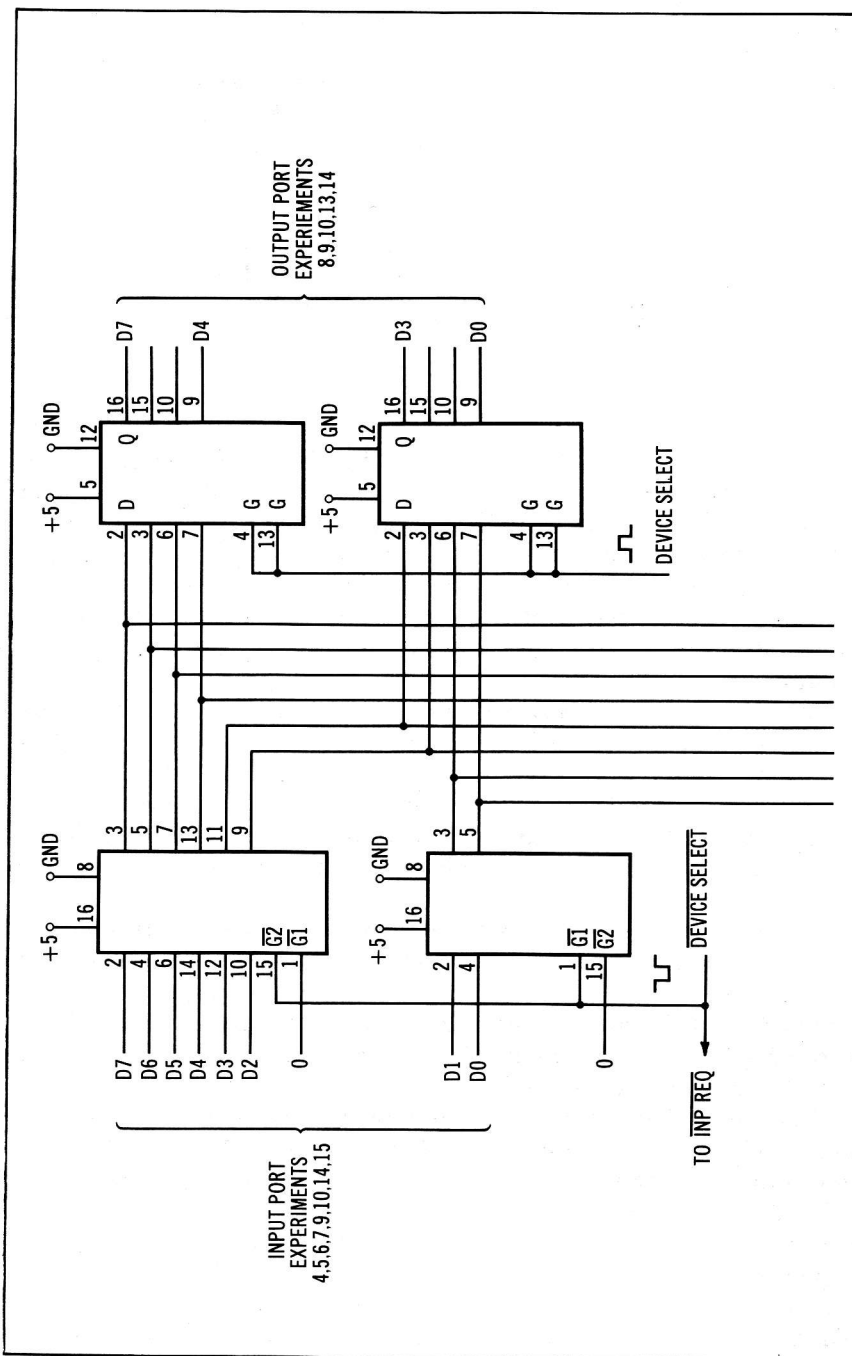 INPUT PORT
EXPERIMENTS
4,5,6,7,9,10,14,15
D7
D6
D5
D4
D3
D2
0
2
4
6
14
12
10
15
1
+5
16
GND
8
G2
G1
3
5
7
13
11
9
D1
D0
0
2
4
1
15
+5
16
GND
8
G1
G2
3
5
TO INP REQ
DEVICE SELECT
2
3
6
7
4
13
+5
5
GND
12
D
Q
G
G
16
15
10
9
D7
D4
2
3
6
7
4
13
+5
5
GND
12
D
Q
G
G
16
15
10
9
D3
D0
DEVICE SELECT
OUTPUT PORT
EXPERIEMENTS
8,9,10,13,14